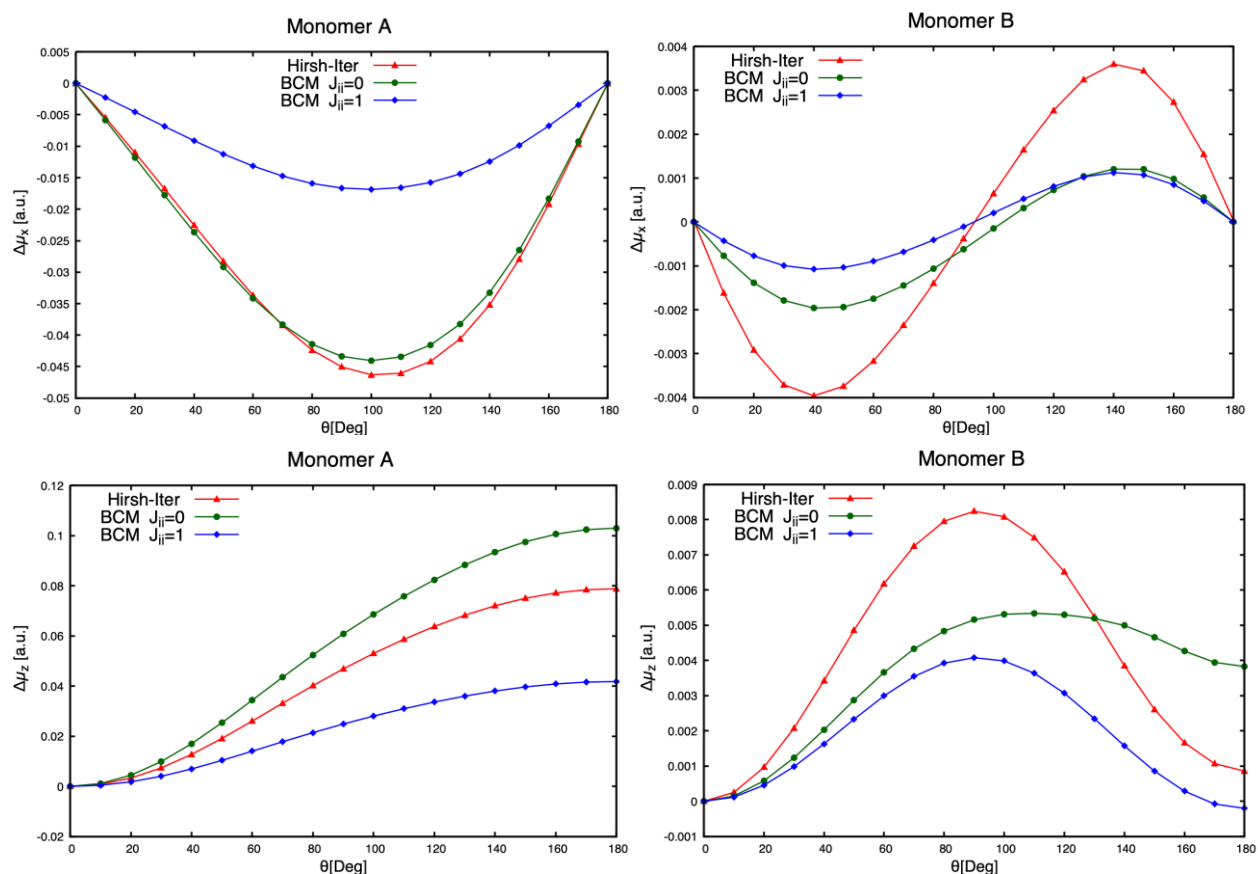 Monomer A
0.005
0
-0.005
-0.01
-0.015
-0.02
-0.025
-0.03
-0.035
-0.04
-0.045
-0.05
Δμx [a.u.]
Hirsh-Iter
BCM Jii=0
BCM Jii=1
0 20 40 60 80 100 120 140 160 180
θ[Deg]
Monomer B
0.004
0.003
0.002
0.001
0
-0.001
-0.002
-0.003
-0.004
Δμx [a.u.]
Hirsh-Iter
BCM Jii=0
BCM Jii=1
0 20 40 60 80 100 120 140 160 180
θ[Deg]
Monomer A
0.12
0.1
0.08
0.06
0.04
0.02
0
-0.02
Δμz [a.u.]
Hirsh-Iter
BCM Jii=0
BCM Jii=1
0 20 40 60 80 100 120 140 160 180
θ[Deg]
Monomer B
0.009
0.008
0.007
0.006
0.005
0.004
0.003
0.002
0.001
0
-0.001
Δμz [a.u.]
Hirsh-Iter
BCM Jii=0
BCM Jii=1
0 20 40 60 80 100 120 140 160 180
θ[Deg]